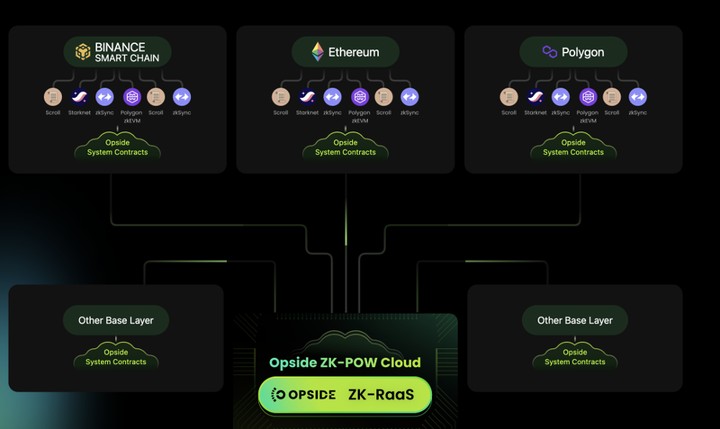 BINANCE
SMART CHAIN
Scroll Starknet zkSync Polygon zkEVM Scroll zkSync
Opside
System Contracts
Ethereum
Scroll Starknet zkSync Polygon zkEVM Scroll zkSync
Opside
System Contracts
Polygon
Scroll Starknet zkSync Polygon zkEVM Scroll zkSync
Opside
System Contracts
Other Base Layer
Opside
System Contracts
Opside ZK-POW Cloud
OPSIDE ZK-RaaS
Other Base Layer
Opside
System Contracts